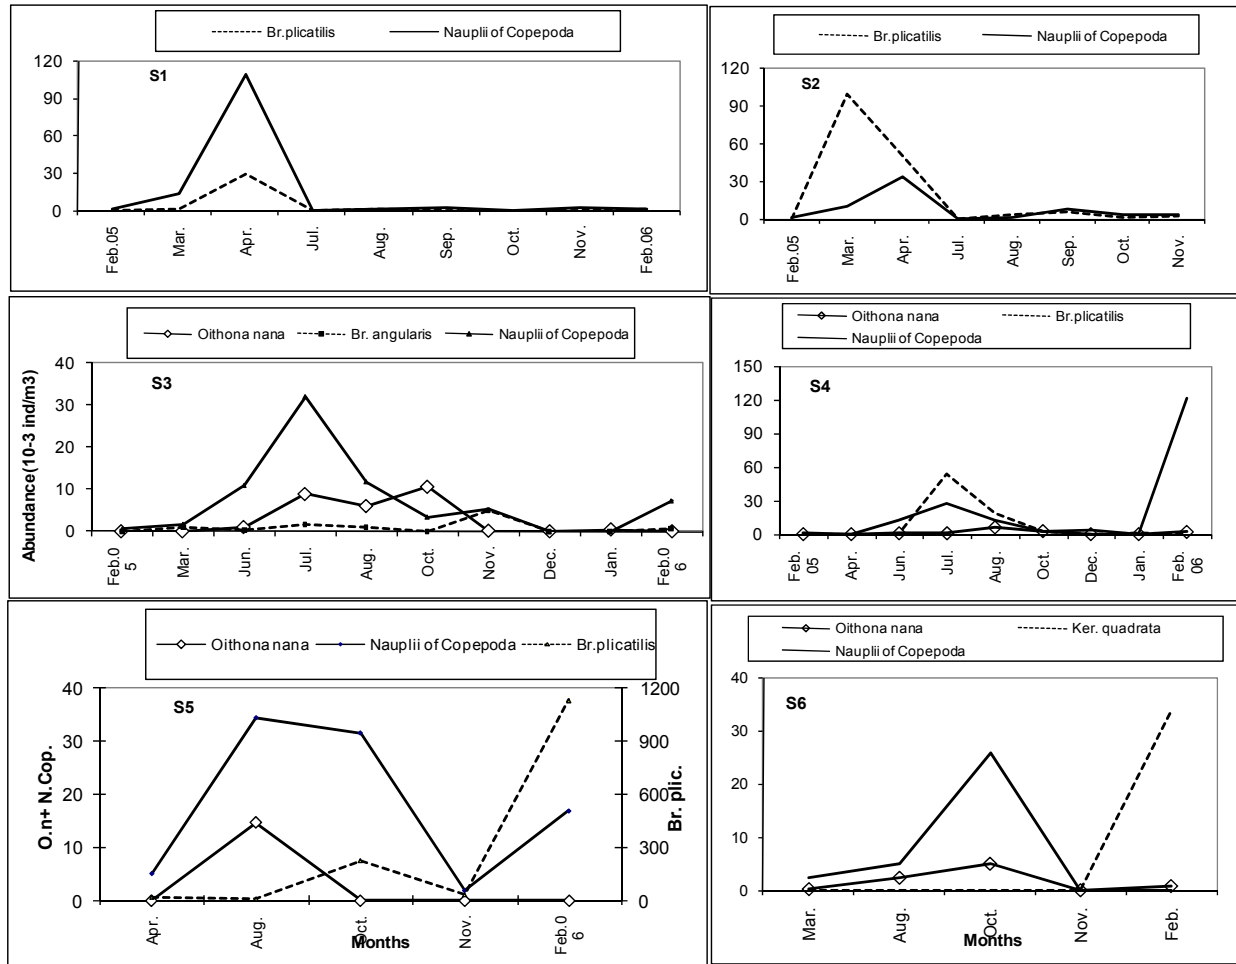 Br.plicatilis Nauplii of Copepoda
S1
120
90
60
30
0
Feb.05 Mar. Apr. Jul. Aug. Sep. Oct. Nov. Feb.06
Br.plicatilis Nauplii of Copepoda
S2
120
90
60
30
0
Feb.05 Mar. Apr. Jul. Aug. Sep. Oct. Nov.
Oithona nana Br. angularis Nauplii of Copepoda
S3
Abundance(10-3 ind/m3)
40
30
20
10
0
Feb.0 Mar. Jun. Jul. Aug. Oct. Nov. Dec. Jan. Feb.0
5 6
Oithona nana Br.plicatilis
Nauplii of Copepoda
S4
150
120
90
60
30
0
Feb. Apr. Jun. Jul. Aug. Oct. Dec. Jan. Feb.
05 06
Oithona nana Nauplii of Copepoda Br.plicatilis
S5
O.n+ N.Cop.
40
30
20
10
0
1200
900
600
300
0
Br. plic.
Apr. Aug. Oct. Nov. Feb.0
6
Months
Oithona nana Ker. quadrata
Nauplii of Copepoda
S6
40
30
20
10
0
Mar. Aug. Oct. Nov. Feb.
Months